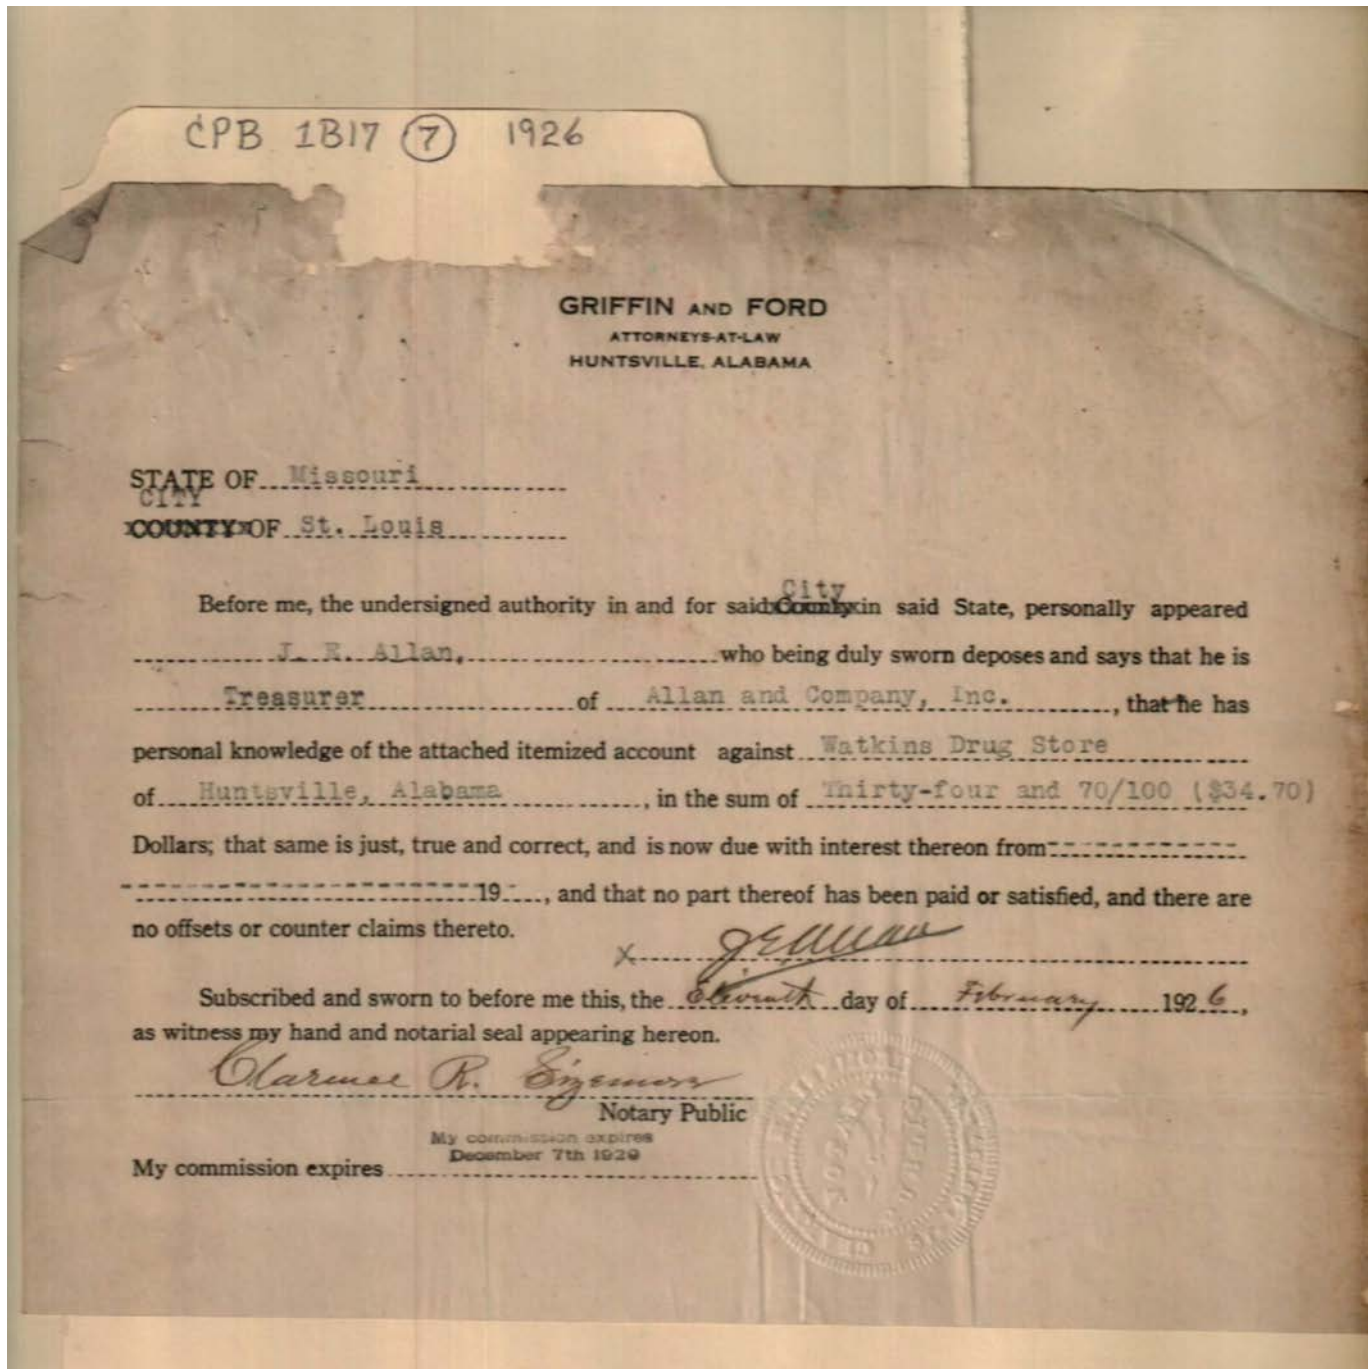 CPB 1B17 7 1926
GRIFFIN AND FORD
ATTORNEYS-AT-LAW
HUNTSVILLE, ALABAMA
STATE OF Missouri
CITY
COUNTY OF St. Louis
City
Before me, the undersigned authority in and for said County in said State, personally appeared
J. E. Allan, who being duly sworn deposes and says that he is
Treasurer of Allan and Company, Inc. , that he has
personal knowledge of the attached itemized account against Watkins Drug Store
of Huntsville, Alabama , in the sum of Thirty-four and 70/100 ($34.70)
Dollars; that same is just, true and correct, and is now due with interest thereon from
19 , and that no part thereof has been paid or satisfied, and there are
no offsets or counter claims thereto.
X J E Allan
Subscribed and sworn to before me this, the Eleventh day of February 1926,
as witness my hand and notarial seal appearing hereon.
Clarence R. Sizemore
Notary Public
My commission expires
December 7th 1929
My commission expires